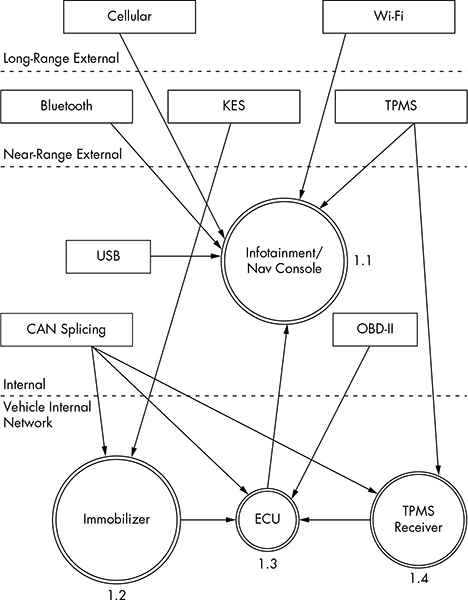 Cellular
Wi-Fi
Long-Range External
Bluetooth
KES
TPMS
Near-Range External
USB
Infotainment/
Nav Console
1.1
CAN Splicing
OBD-II
Internal
Vehicle Internal
Network
Immobilizer
ECU
TPMS
Receiver
1.2
1.3
1.4